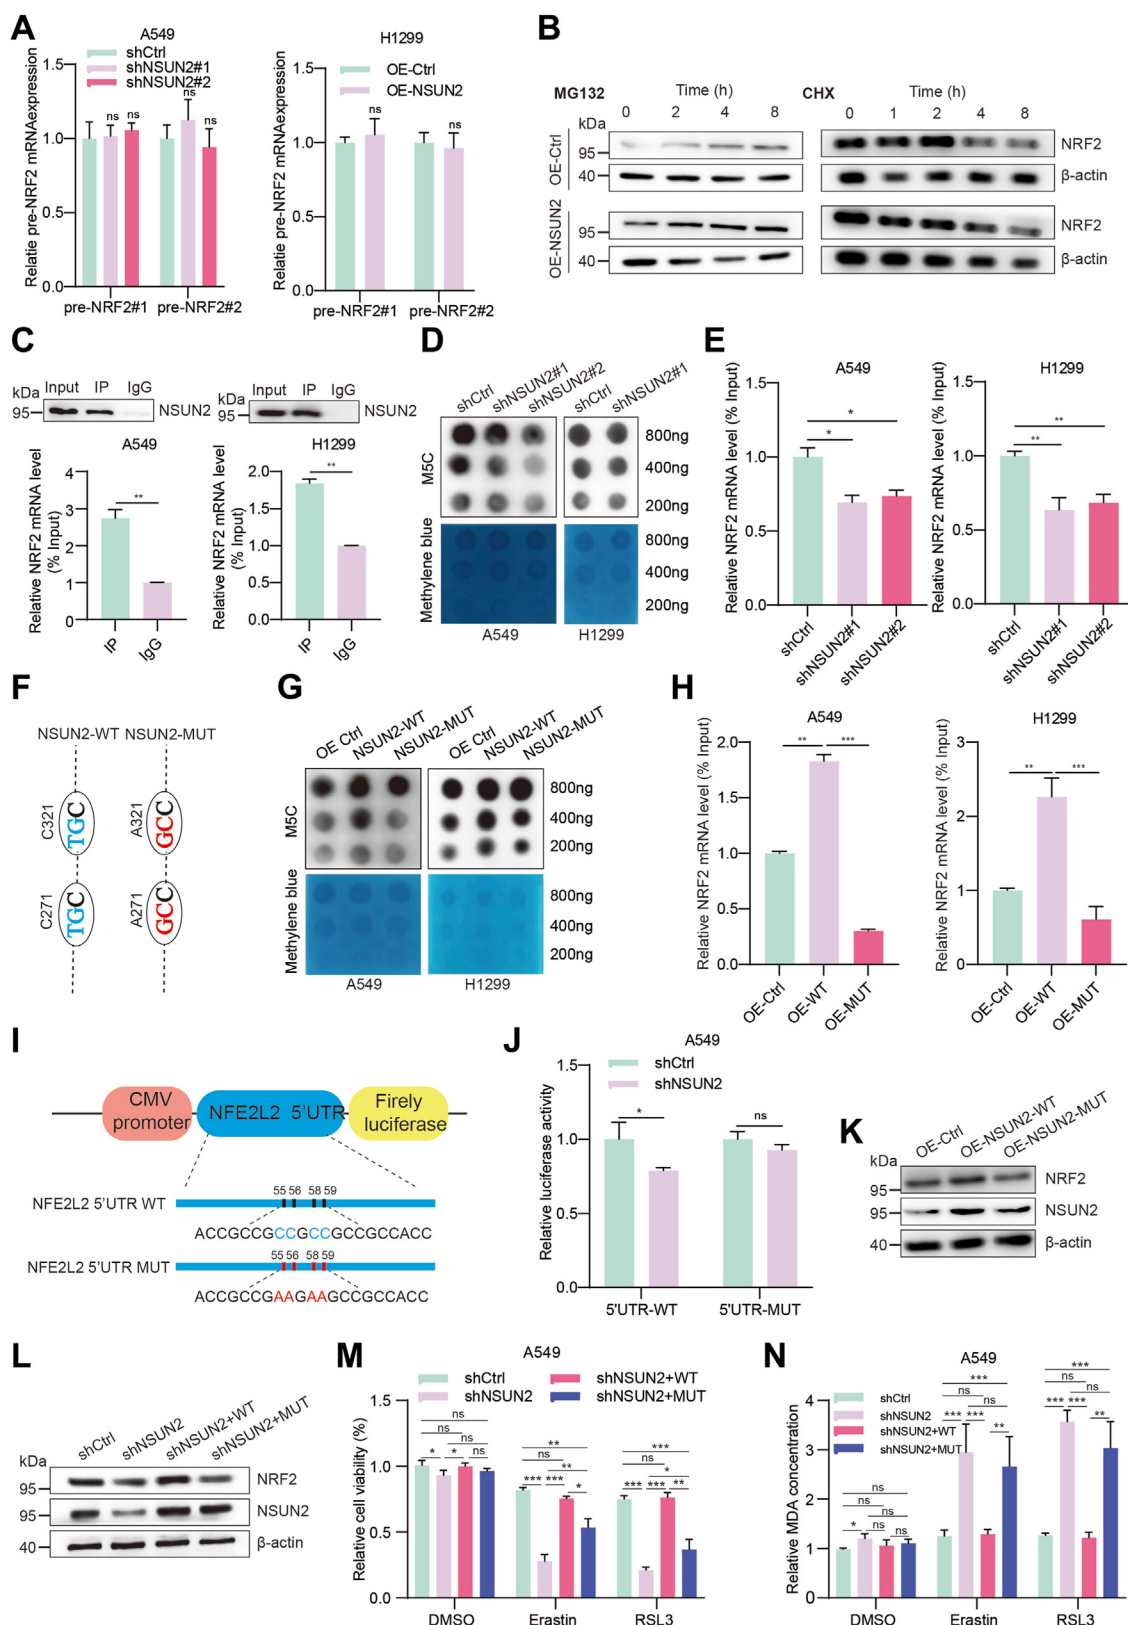 A
A549
shCtrl
shNSUN2#1
shNSUN2#2
Relatie pre-NRF2 mRNAexpression
1.5
1.0
0.5
0.0
ns ns ns ns
pre-NRF2#1 pre-NRF2#2
H1299
OE-Ctrl
OE-NSUN2
Relatie pre-NRF2 mRNAexpression
1.5
1.0
0.5
0.0
ns ns
pre-NRF2#1 pre-NRF2#2
B
MG132 Time (h) CHX Time (h)
0 2 4 8 0 1 2 4 8
kDa
OE-Ctrl
95 NRF2
40 β-actin
OE-NSUN2
95 NRF2
40 β-actin
C
kDa Input IP IgG
95 NSUN2
A549
Relative NRF2 mRNA level
(% Input)
4
3
2
1
0
**
IP IgG
kDa Input IP IgG
95 NSUN2
H1299
Relative NRF2 mRNA level
(% Input)
2.0
1.5
1.0
0.5
0.0
**
IP IgG
D
shCtrl shNSUN2#1 shNSUN2#2 shCtrl shNSUN2#1
M5C
800ng
400ng
200ng
Methylene blue
800ng
400ng
200ng
A549 H1299
E
A549
Relative NRF2 mRNA level (% Input)
1.5
1.0
0.5
0.0
*
*
shCtrl shNSUN2#1 shNSUN2#2
H1299
Relative NRF2 mRNA level (% Input)
1.5
1.0
0.5
0.0
**
**
shCtrl shNSUN2#1 shNSUN2#2
F
NSUN2-WT NSUN2-MUT
C321 TGC A321 GCC
C271 TGC A271 GCC
G
OE Ctrl NSUN2-WT NSUN2-MUT OE Ctrl NSUN2-WT NSUN2-MUT
M5C
800ng
400ng
200ng
Methylene blue
800ng
400ng
200ng
A549 H1299
H
A549
Relative NRF2 mRNA level (% Input)
2.0
1.5
1.0
0.5
0.0
** ***
OE-Ctrl OE-WT OE-MUT
H1299
Relative NRF2 mRNA level (% Input)
3
2
1
0
** ***
OE-Ctrl OE-WT OE-MUT
I
CMV promoter
NFE2L2 5'UTR
Firely luciferase
55 56 58 59
NFE2L2 5'UTR WT
ACCGCCGCCGCCGCCGCCACC
55 56 58 59
NFE2L2 5'UTR MUT
ACCGCCGAAGAAGCCGCCACC
J
A549
shCtrl
shNSUN2
Relative luciferase activity
1.5
1.0
0.5
0.0
* ns
5'UTR-WT 5'UTR-MUT
K
OE-Ctrl OE-NSUN2-WT OE-NSUN2-MUT
kDa
95 NRF2
95 NSUN2
40 β-actin
L
shCtrl shNSUN2 shNSUN2+WT shNSUN2+MUT
kDa
95 NRF2
95 NSUN2
40 β-actin
M
A549
shCtrl shNSUN2+WT
shNSUN2 shNSUN2+MUT
Relative cell viability (%)
1.5
1.0
0.5
0.0
ns
ns ns
* * ns
**
ns **
*** *** *
***
ns *
*** *** **
DMSO Erastin RSL3
N
A549
shCtrl
shNSUN2
shNSUN2+WT
shNSUN2+MUT
Relative MDA concentration
4
3
2
1
0
ns
ns ns
* ns ns
***
ns ns
*** *** **
***
ns ns
*** *** **
DMSO Erastin RSL3